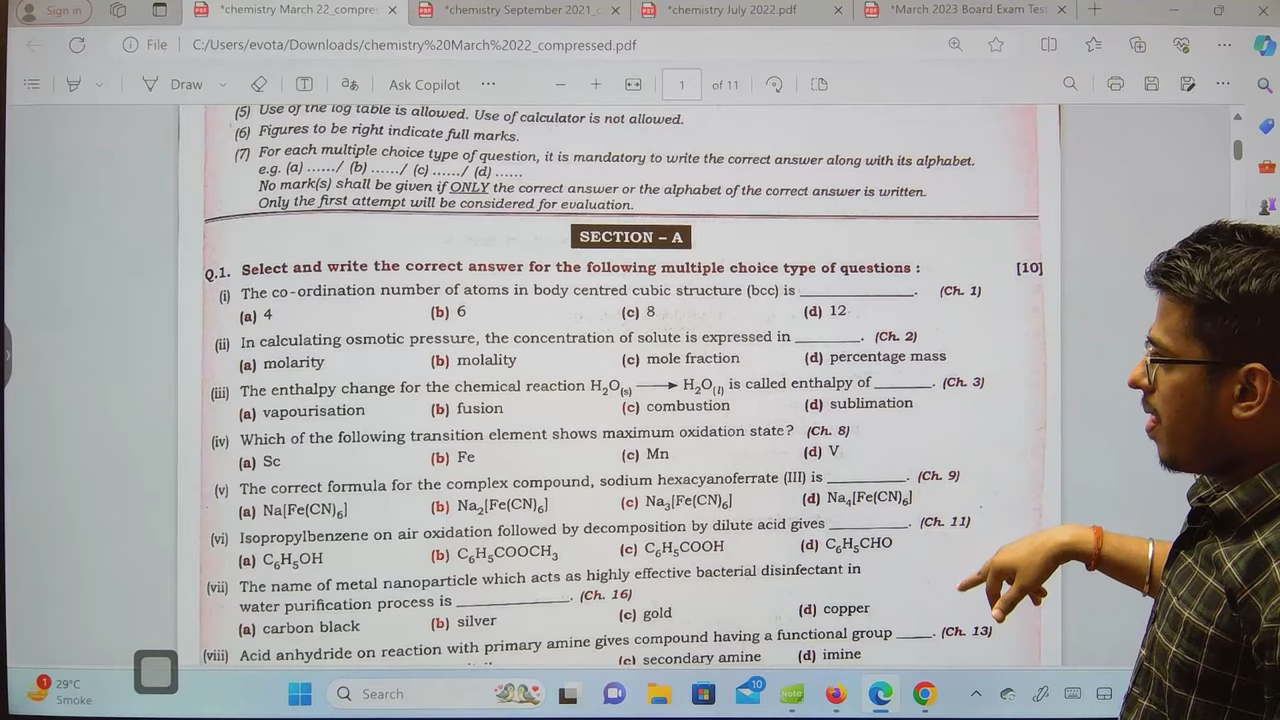 Sign in
*chemistry March 22_compre
*chemistry September 2021_c
*chemistry July 2022.pdf
*March 2023 Board Exam Test
File C:/Users/evota/Downloads/chemistry%20March%2022_compressed.pdf
Draw
aあ
Ask Copilot
1 of 11
(5) Use of the log table is allowed. Use of calculator is not allowed.
(6) Figures to be right indicate full marks.
(7) For each multiple choice type of question, it is mandatory to write the correct answer along with its alphabet.
e.g. (a) ....../ (b) ....../ (c) ....../ (d) ......
No mark(s) shall be given if ONLY the correct answer or the alphabet of the correct answer is written.
Only the first attempt will be considered for evaluation.
SECTION – A
Q.1. Select and write the correct answer for the following multiple choice type of questions : [10]
(i) The co-ordination number of atoms in body centred cubic structure (bcc) is ____________. (Ch. 1)
(a) 4 (b) 6 (c) 8 (d) 12
(ii) In calculating osmotic pressure, the concentration of solute is expressed in _______. (Ch. 2)
(a) molarity (b) molality (c) mole fraction (d) percentage mass
(iii) The enthalpy change for the chemical reaction H₂O₍s₎ ⟶ H₂O₍l₎ is called enthalpy of ______. (Ch. 3)
(a) vapourisation (b) fusion (c) combustion (d) sublimation
(iv) Which of the following transition element shows maximum oxidation state? (Ch. 8)
(a) Sc (b) Fe (c) Mn (d) V
(v) The correct formula for the complex compound, sodium hexacyanoferrate (III) is ________. (Ch. 9)
(a) Na[Fe(CN)₆] (b) Na₂[Fe(CN)₆] (c) Na₃[Fe(CN)₆] (d) Na₄[Fe(CN)₆]
(vi) Isopropylbenzene on air oxidation followed by decomposition by dilute acid gives ________. (Ch. 11)
(a) C₆H₅OH (b) C₆H₅COOCH₃ (c) C₆H₅COOH (d) C₆H₅CHO
(vii) The name of metal nanoparticle which acts as highly effective bacterial disinfectant in
water purification process is ____________. (Ch. 16)
(a) carbon black (b) silver (c) gold (d) copper
(viii) Acid anhydride on reaction with primary amine gives compound having a functional group ____. (Ch. 13)
(c) secondary amine (d) imine
1
29°C
Smoke
Search
10
Note